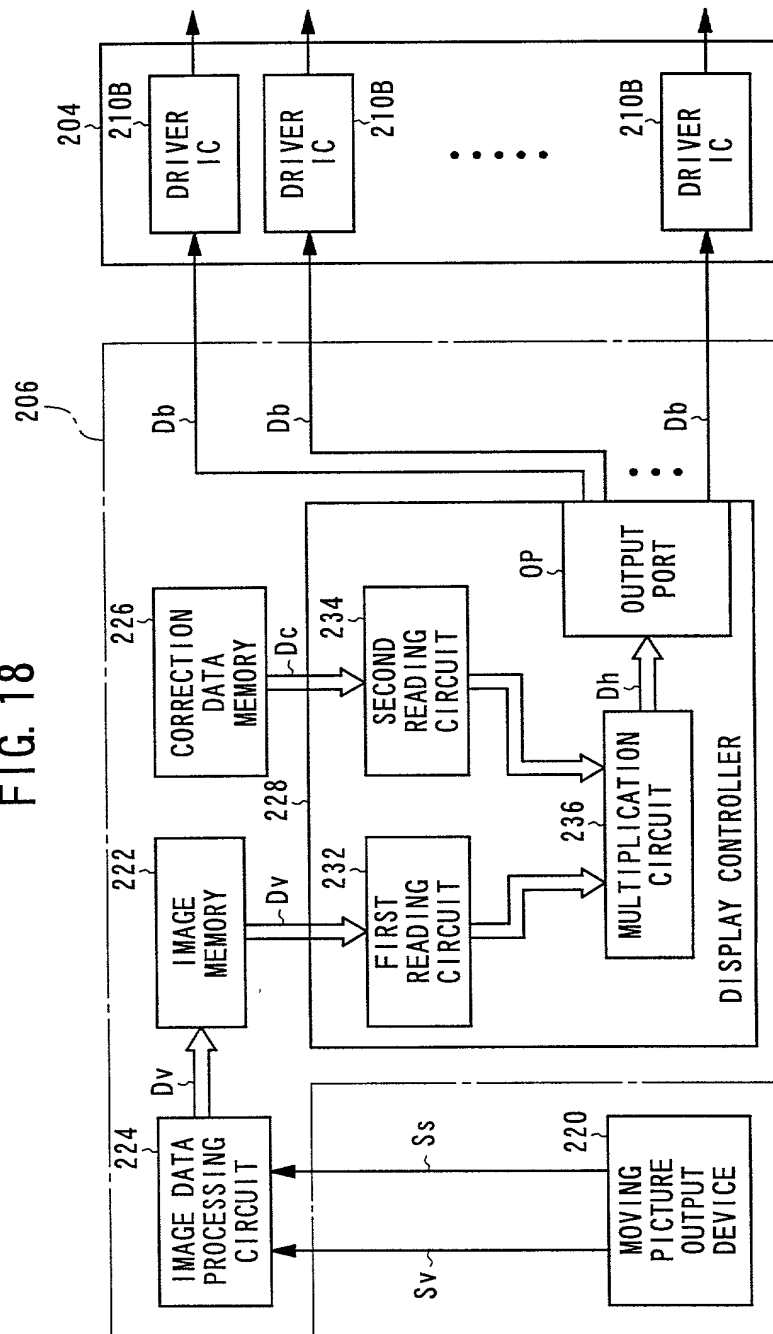 FIG. 18
206
204
224
IMAGE DATA
PROCESSING
CIRCUIT
Dv
222
IMAGE
MEMORY
226
CORRECTION
DATA
MEMORY
Db
210B
DRIVER
IC
Dv
Dc
Db
210B
DRIVER
IC
228
232
FIRST
READING
CIRCUIT
234
SECOND
READING
CIRCUIT
Ss
Sv
OP
OUTPUT
PORT
Dh
236
MULTIPLICATION
CIRCUIT
220
MOVING
PICTURE
OUTPUT
DEVICE
Db
210B
DRIVER
IC
DISPLAY CONTROLLER